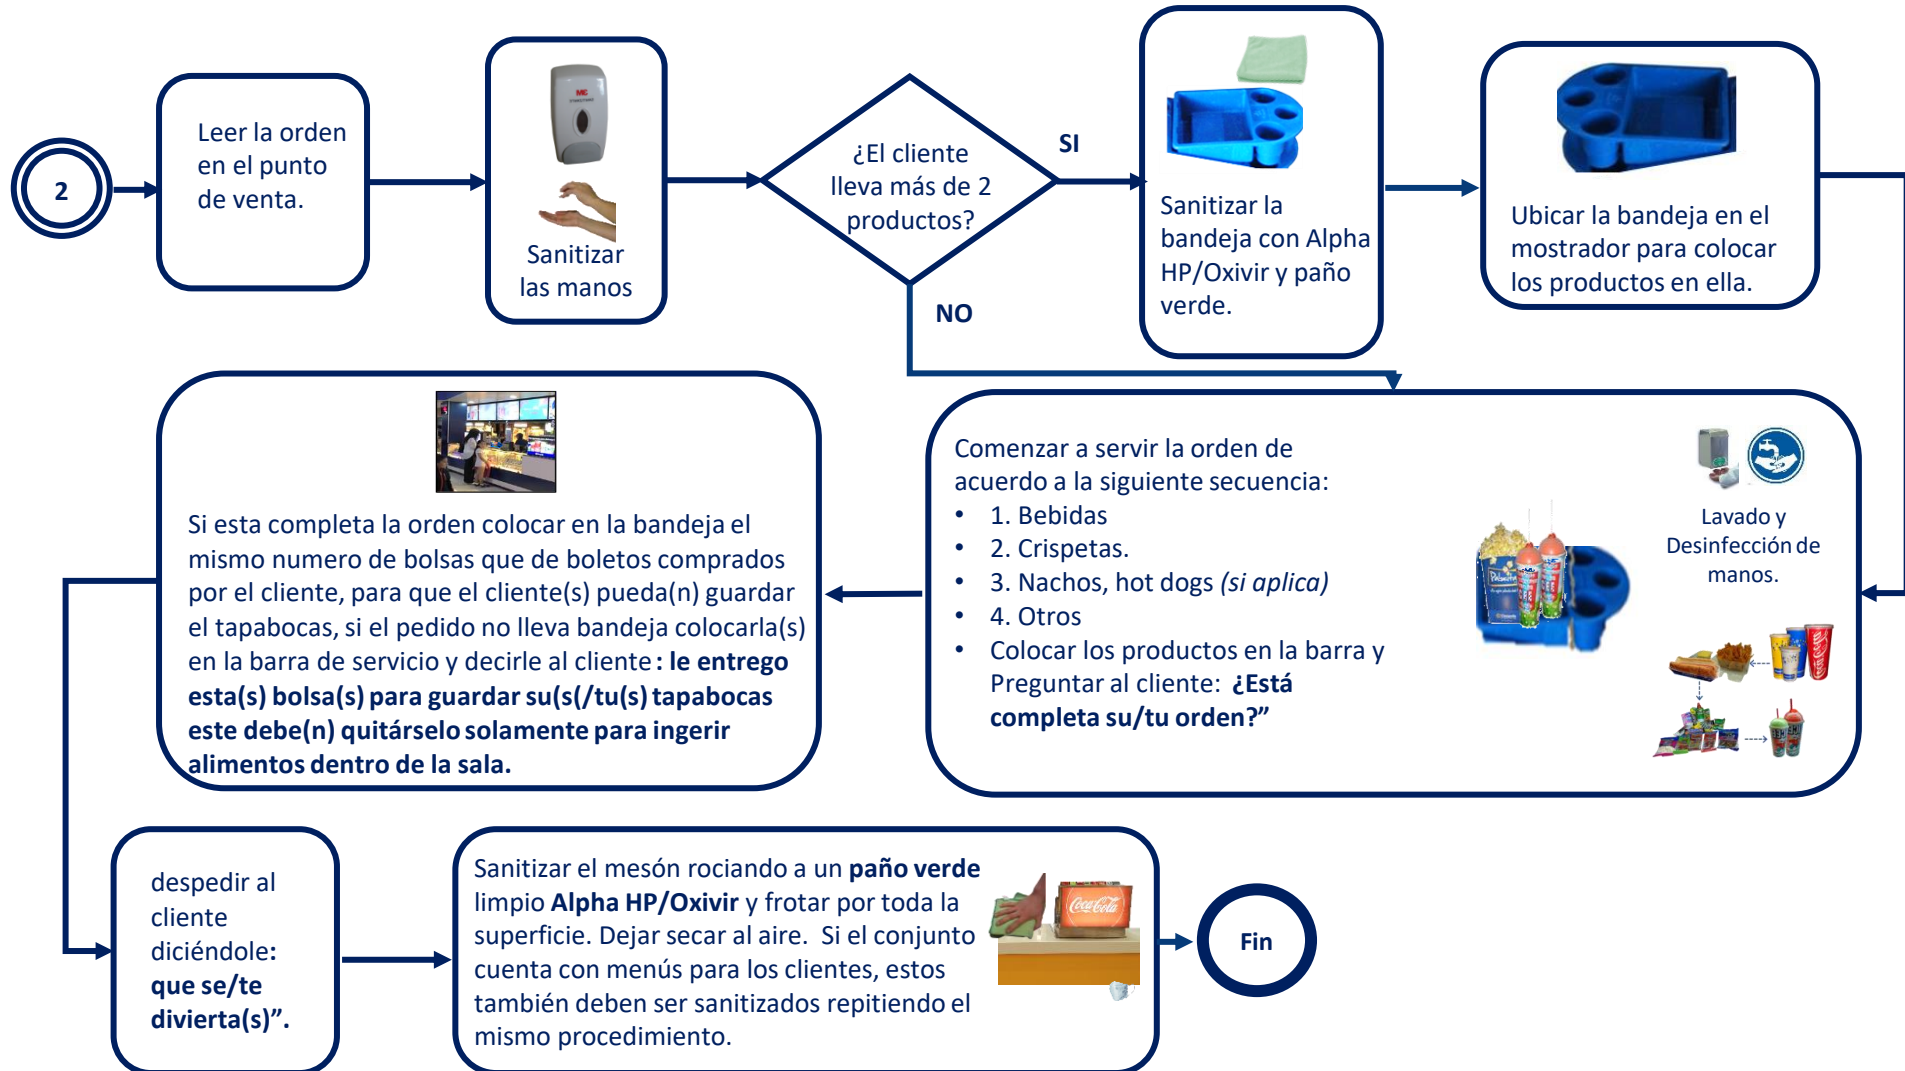 2
Leer la orden
en el punto
de venta.
Sanitizar
las manos
¿El cliente
lleva más de 2
productos?
SI
NO
Sanitizar la
bandeja con Alpha
HP/Oxivir y paño
verde.
Ubicar la bandeja en el
mostrador para colocar
los productos en ella.
Comenzar a servir la orden de
acuerdo a la siguiente secuencia:
• 1. Bebidas
• 2. Crispetas.
• 3. Nachos, hot dogs (si aplica)
• 4. Otros
• Colocar los productos en la barra y
Preguntar al cliente: ¿Está
completa su/tu orden?”
Lavado y
Desinfección de
manos.
Si esta completa la orden colocar en la bandeja el
mismo numero de bolsas que de boletos comprados
por el cliente, para que el cliente(s) pueda(n) guardar
el tapabocas, si el pedido no lleva bandeja colocarla(s)
en la barra de servicio y decirle al cliente : le entrego
esta(s) bolsa(s) para guardar su(s(/tu(s) tapabocas
este debe(n) quitárselo solamente para ingerir
alimentos dentro de la sala.
despedir al
cliente
diciéndole:
que se/te
divierta(s)”.
Sanitizar el mesón rociando a un paño verde
limpio Alpha HP/Oxivir y frotar por toda la
superficie. Dejar secar al aire. Si el conjunto
cuenta con menús para los clientes, estos
también deben ser sanitizados repitiendo el
mismo procedimiento.
Coca-Cola
Fin